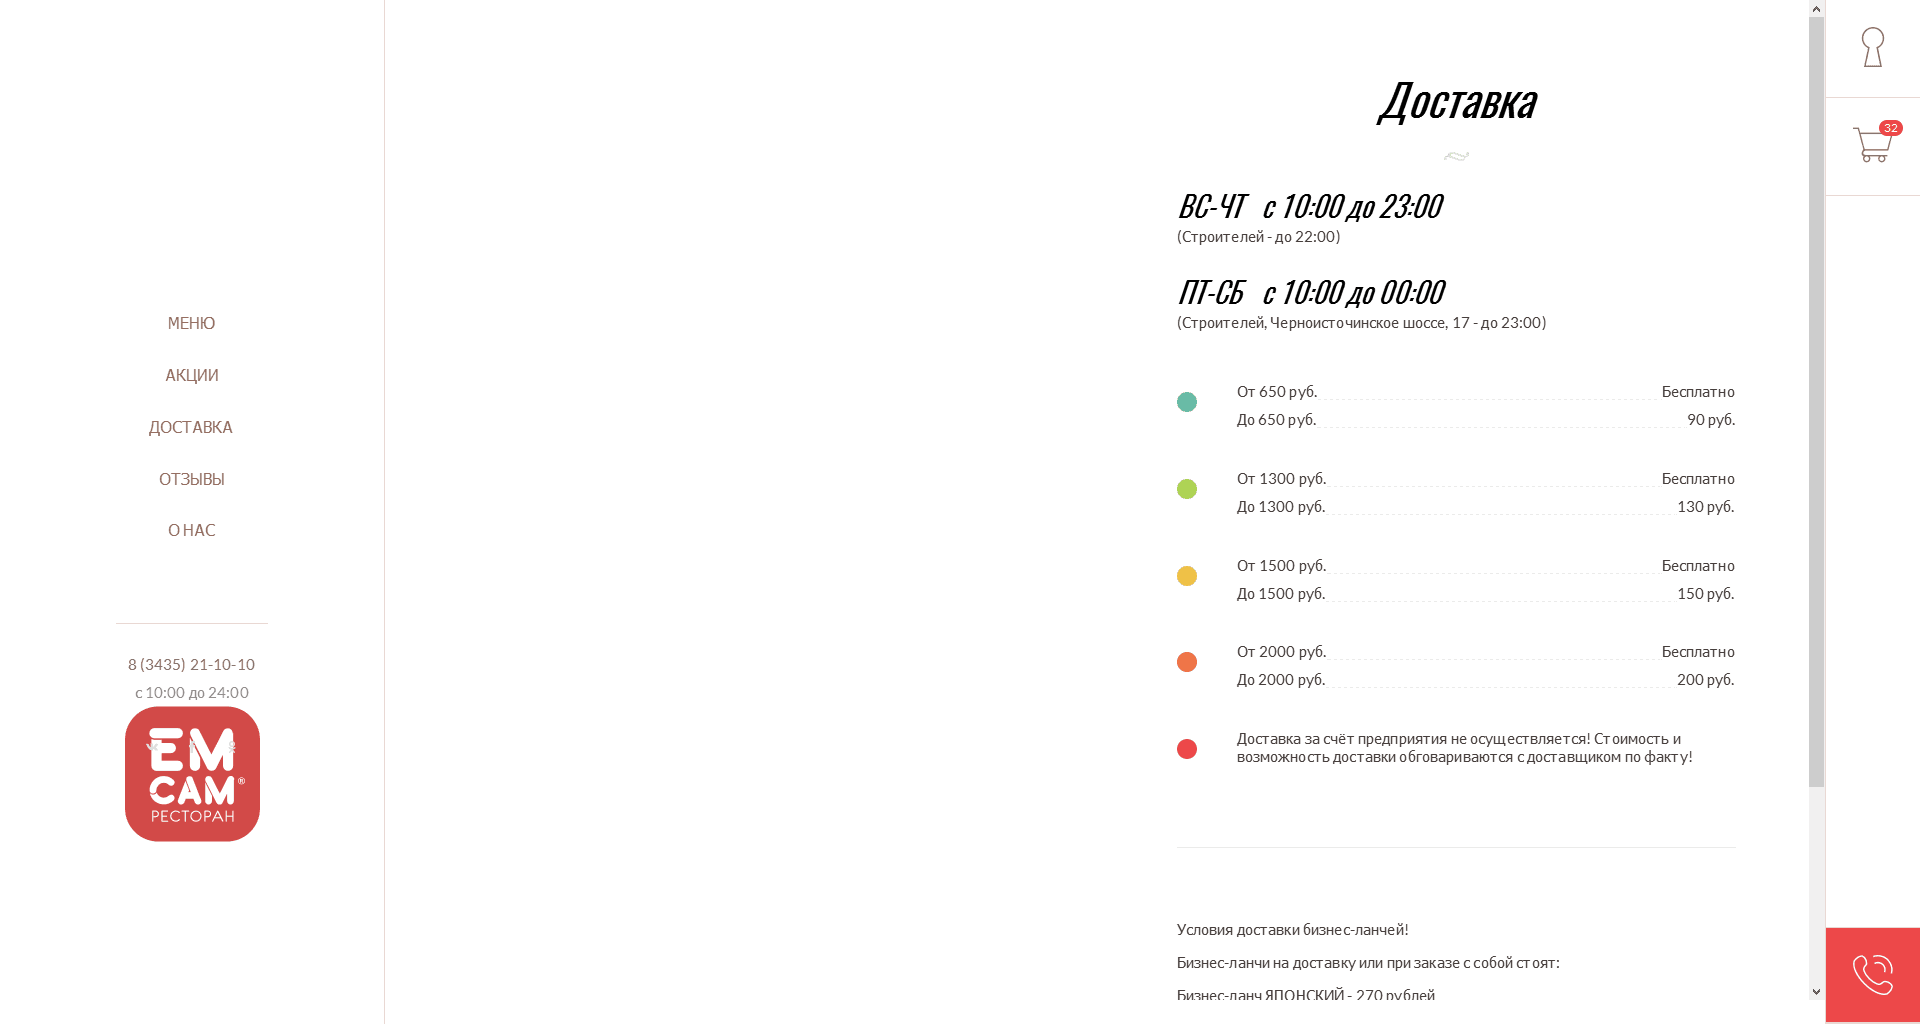 МЕНЮ
АКЦИИ
ДОСТАВКА
ОТЗЫВЫ
О НАС
8 (3435) 21-10-10
с 10:00 до 24:00
ЕМ
САМ®
РЕСТОРАН
Доставка
ВС-ЧТ с 10:00 до 23:00
(Строителей - до 22:00)
ПТ-СБ с 10:00 до 00:00
(Строителей, Черноисточинское шоссе, 17 - до 23:00)
От 650 руб. Бесплатно
До 650 руб. 90 руб.
От 1300 руб. Бесплатно
До 1300 руб. 130 руб.
От 1500 руб. Бесплатно
До 1500 руб. 150 руб.
От 2000 руб. Бесплатно
До 2000 руб. 200 руб.
Доставка за счёт предприятия не осуществляется! Стоимость и
возможность доставки обговариваются с доставщиком по факту!
Условия доставки бизнес-ланчей!
Бизнес-ланчи на доставку или при заказе с собой стоят:
Бизнес-ланч ЯПОНСКИЙ - 270 рублей
32